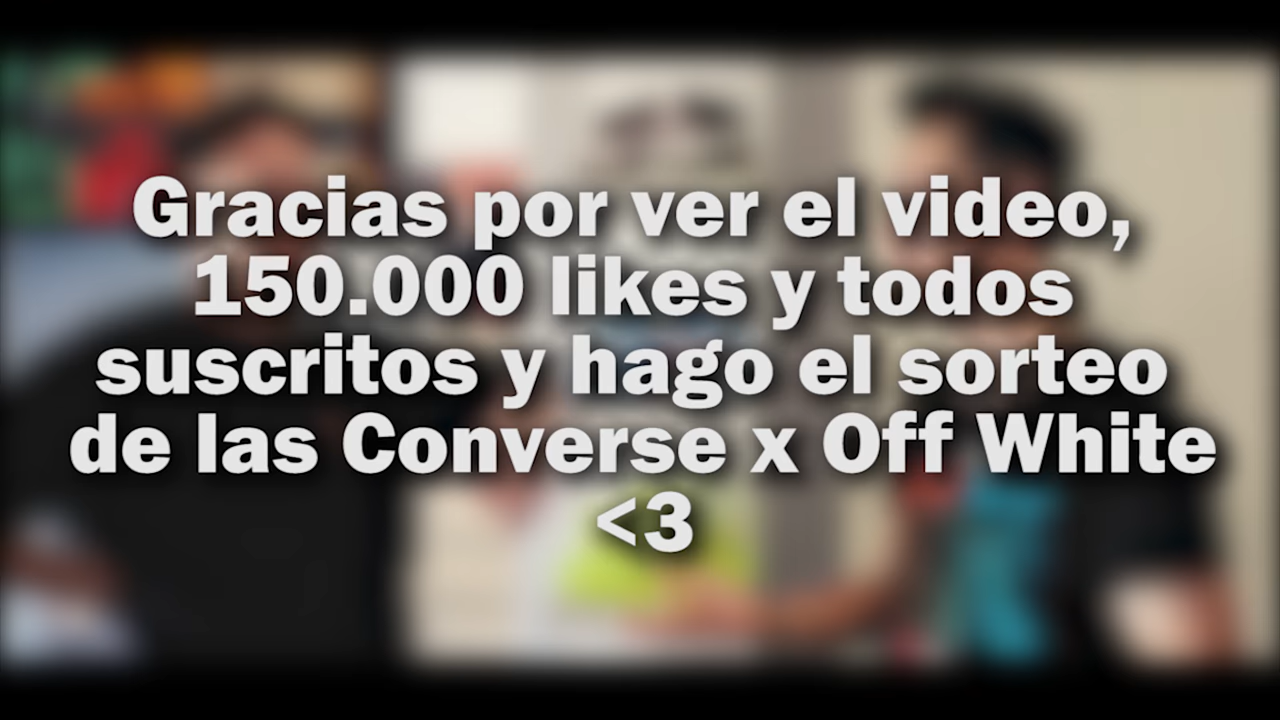 Gracias por ver el video,
150.000 likes y todos
suscritos y hago el sorteo
de las Converse x Off White
<3